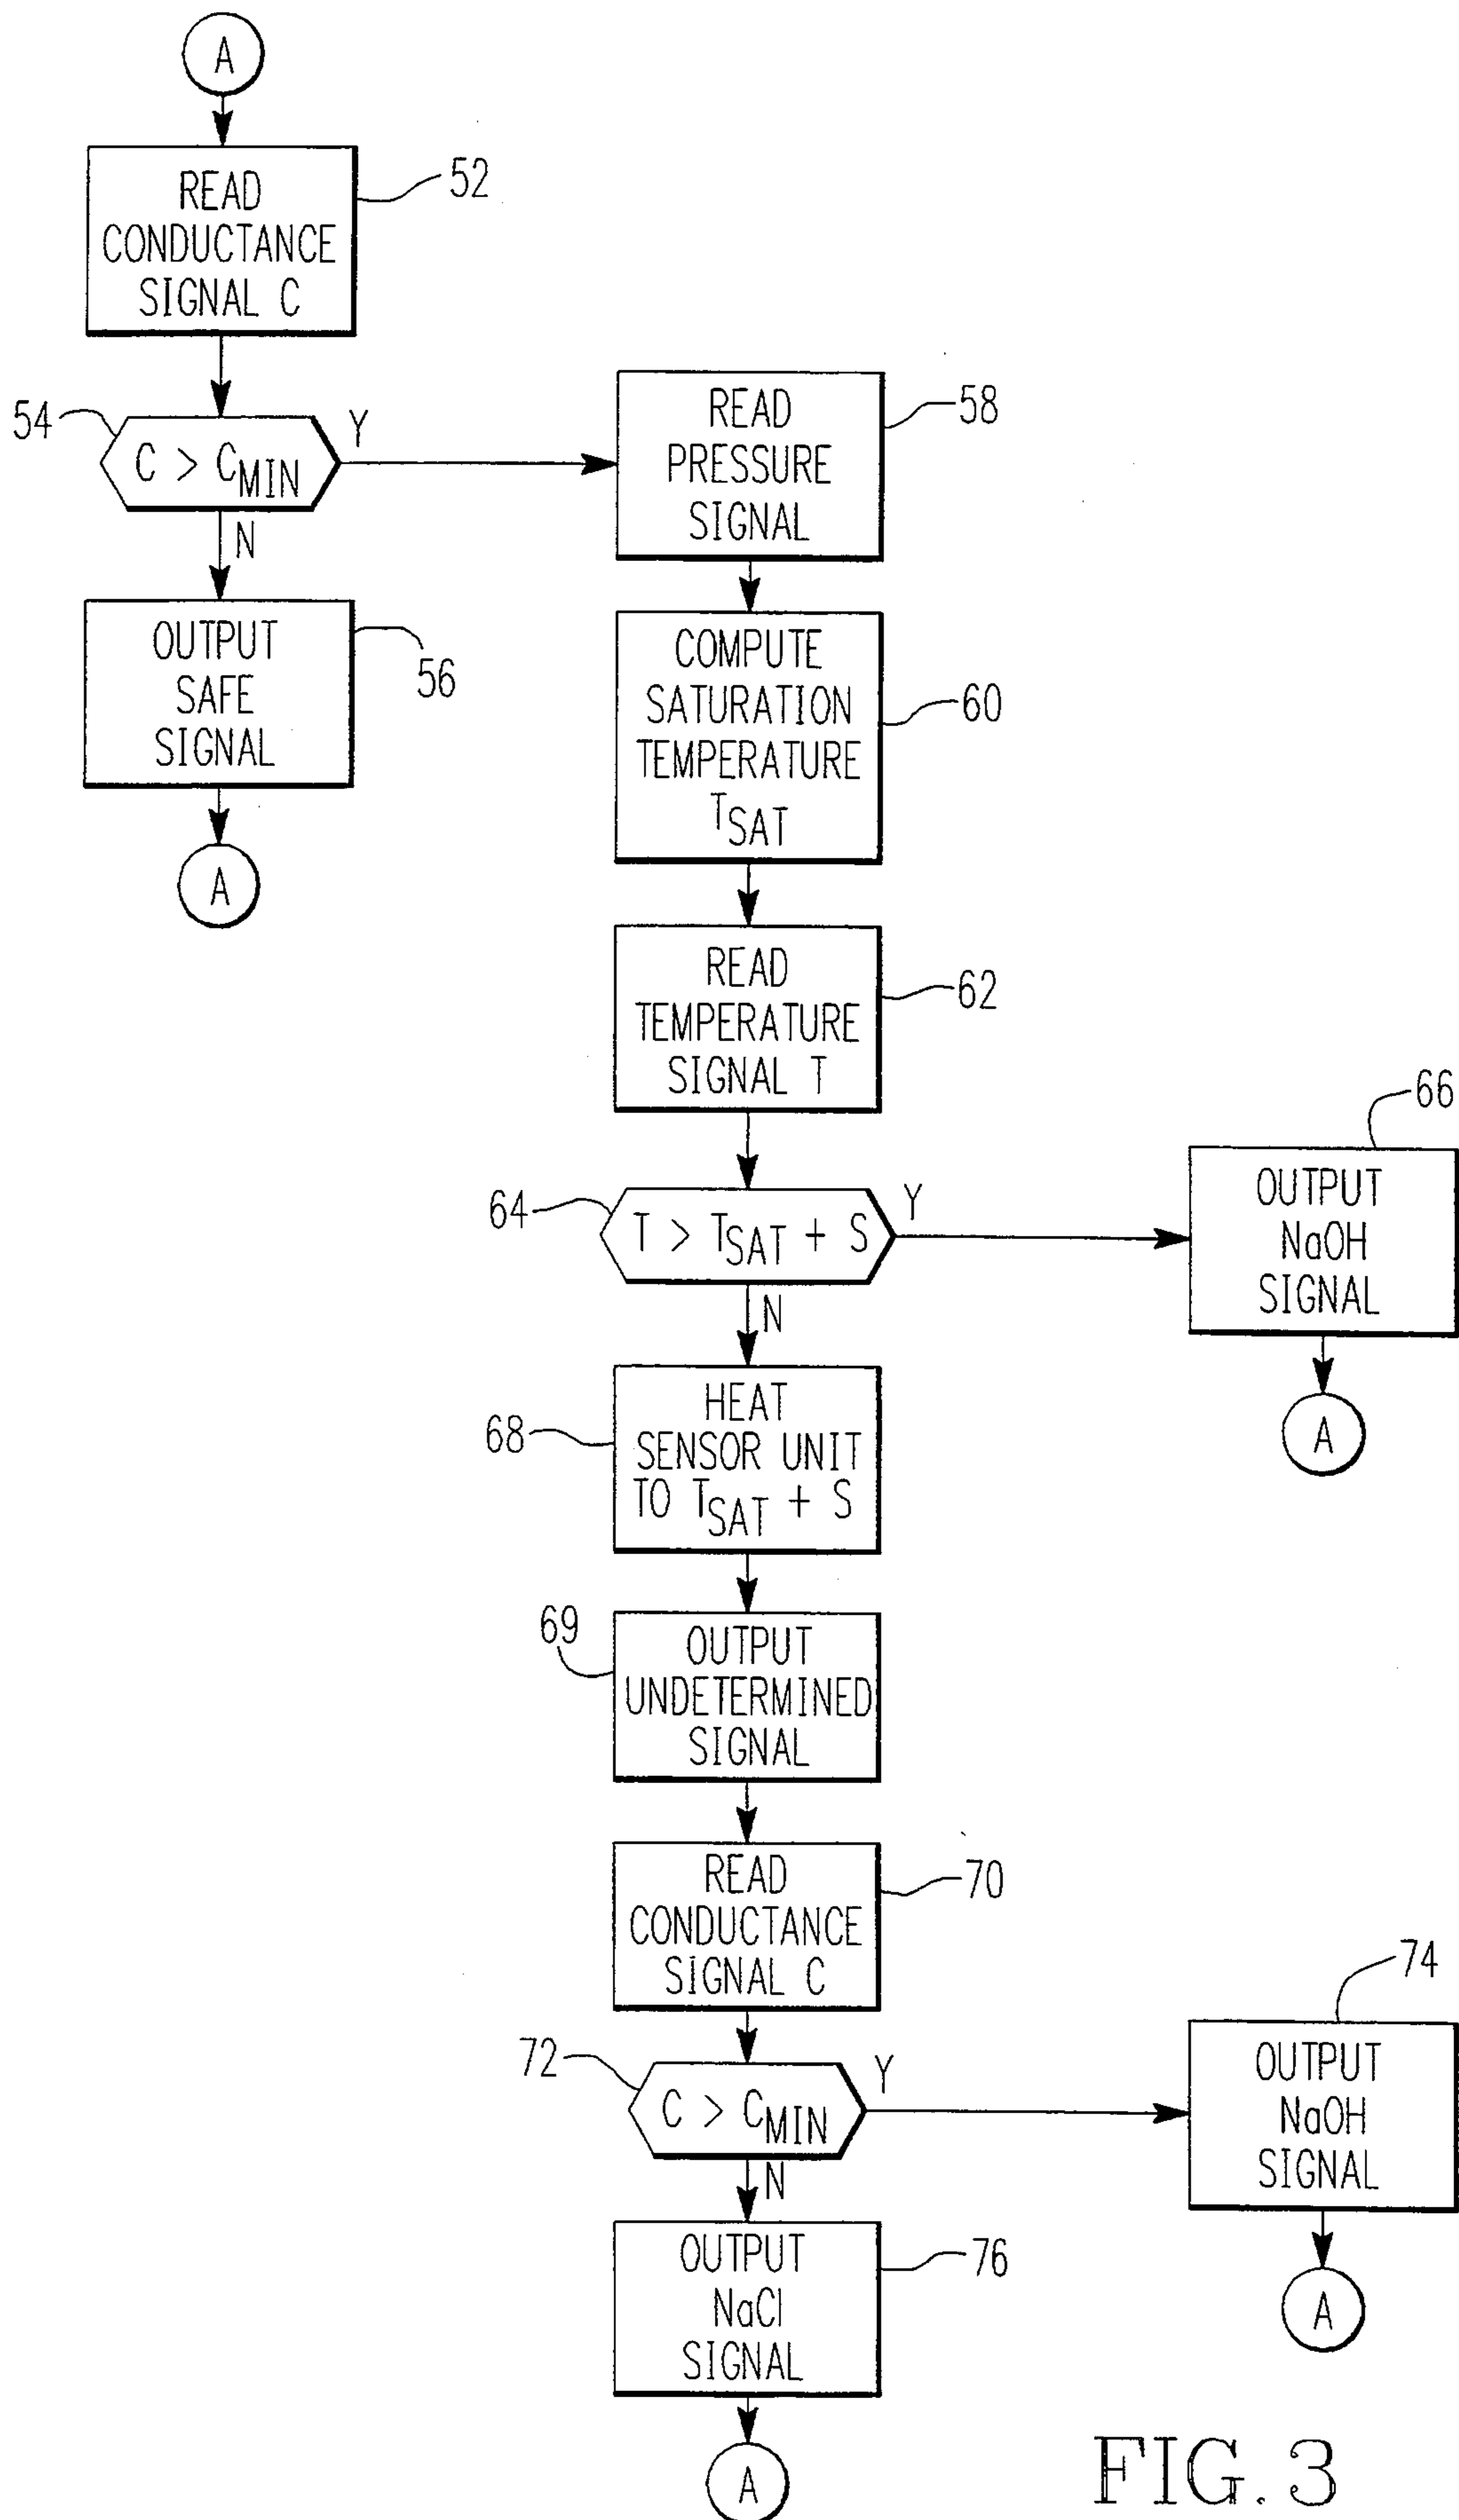 A
READ
CONDUCTANCE
SIGNAL C
52
54
C > CMIN
Y
N
OUTPUT
SAFE
SIGNAL
56
A
READ
PRESSURE
SIGNAL
58
COMPUTE
SATURATION
TEMPERATURE
TSAT
60
READ
TEMPERATURE
SIGNAL T
62
64
T > TSAT + S
Y
N
66
OUTPUT
NaOH
SIGNAL
A
68
HEAT
SENSOR UNIT
TO TSAT + S
69
OUTPUT
UNDETERMINED
SIGNAL
READ
CONDUCTANCE
SIGNAL C
70
72
C > CMIN
Y
N
74
OUTPUT
NaOH
SIGNAL
A
OUTPUT
NaCl
SIGNAL
76
A
FIG. 3